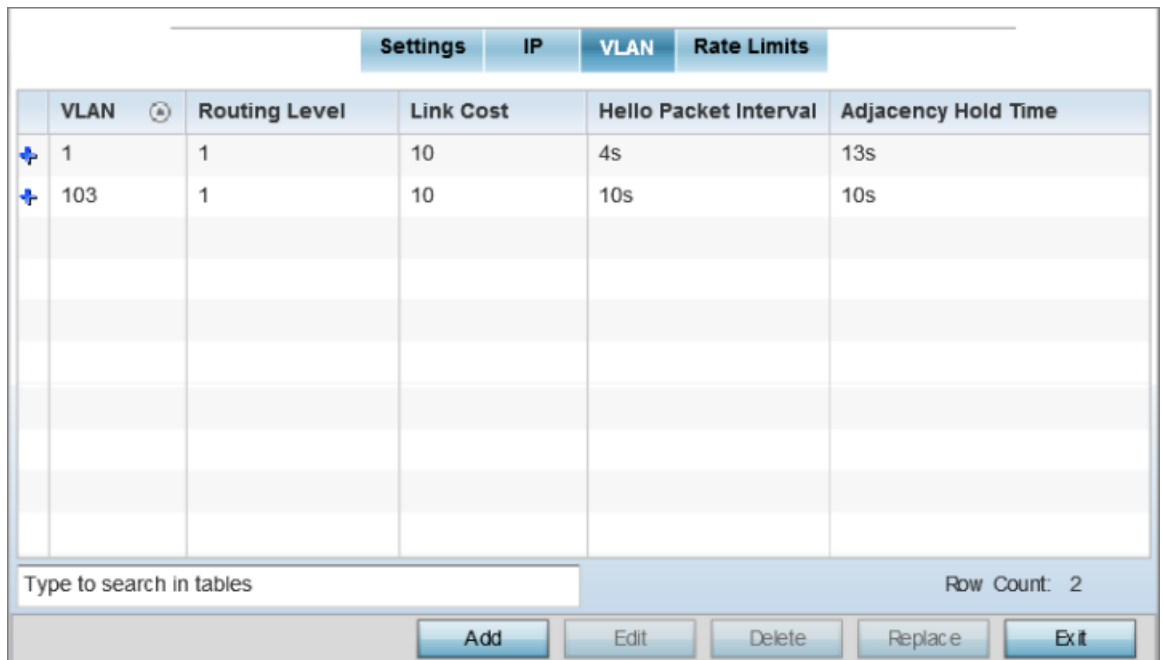 Settings IP VLAN Rate Limits
VLAN Routing Level Link Cost Hello Packet Interval Adjacency Hold Time
1 1 10 4s 13s
103 1 10 10s 10s
Type to search in tables Row Count: 2
Add Edit Delete Replace Exit